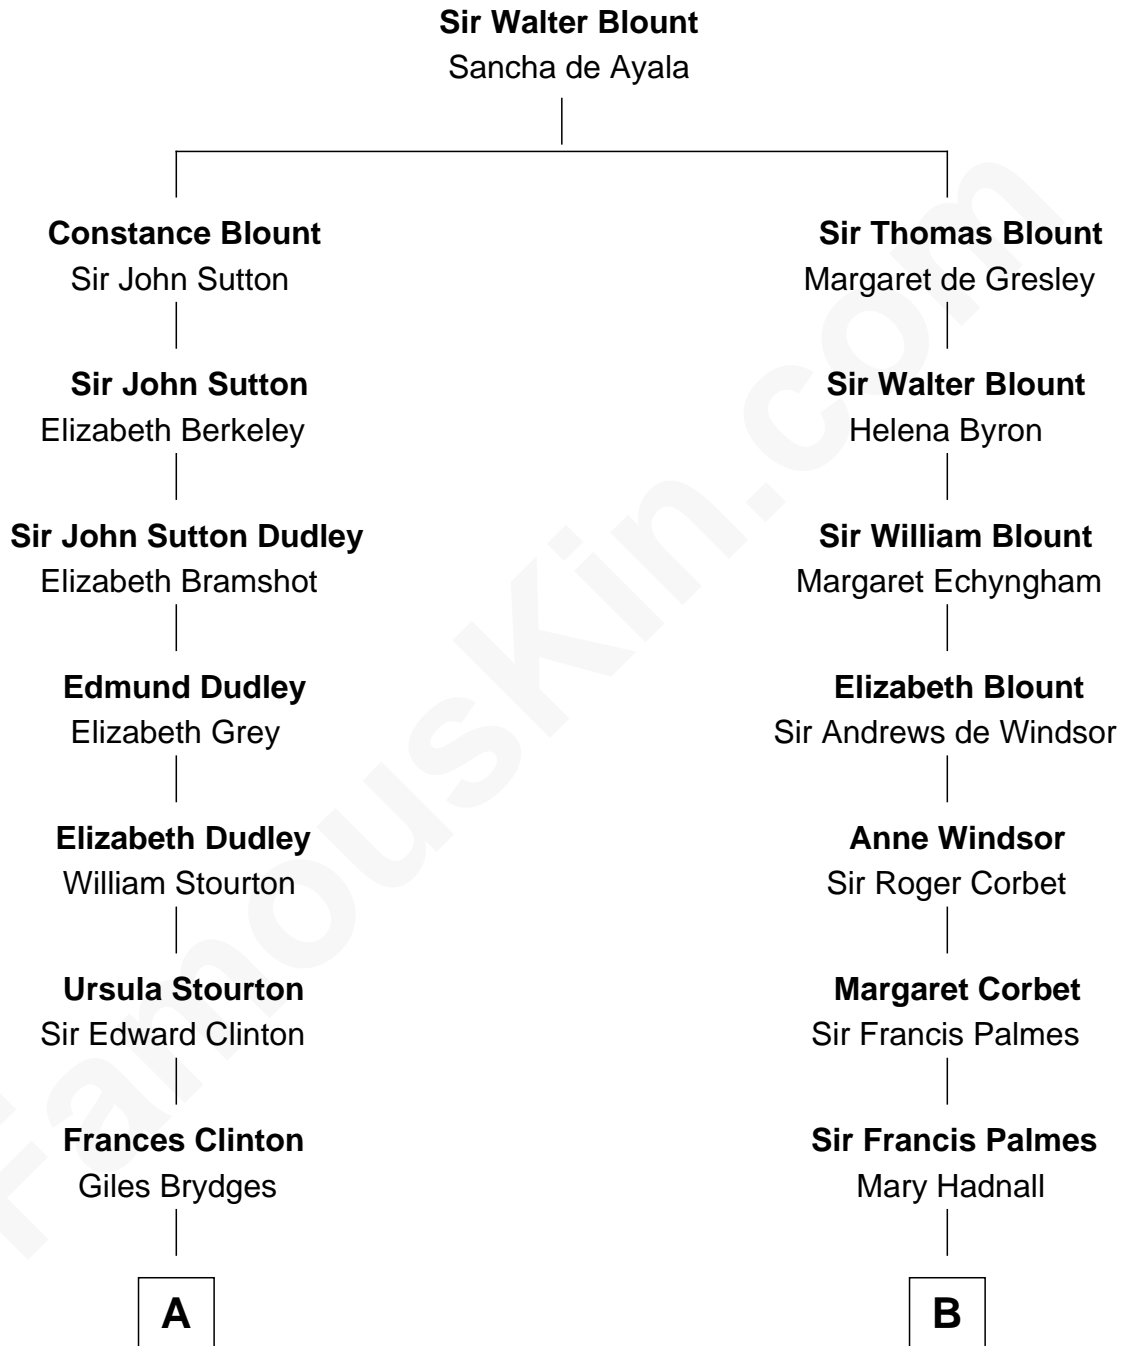 Sir Walter Blount
Sancha de Ayala
Constance Blount
Sir John Sutton
Sir Thomas Blount
Margaret de Gresley
Sir John Sutton
Elizabeth Berkeley
Sir Walter Blount
Helena Byron
Sir John Sutton Dudley
Elizabeth Bramshot
Sir William Blount
Margaret Echyngham
Edmund Dudley
Elizabeth Grey
Elizabeth Blount
Sir Andrews de Windsor
Elizabeth Dudley
William Stourton
Anne Windsor
Sir Roger Corbet
Ursula Stourton
Sir Edward Clinton
Margaret Corbet
Sir Francis Palmes
Frances Clinton
Giles Brydges
Sir Francis Palmes
Mary Hadnall
A
B
FamousKin.com